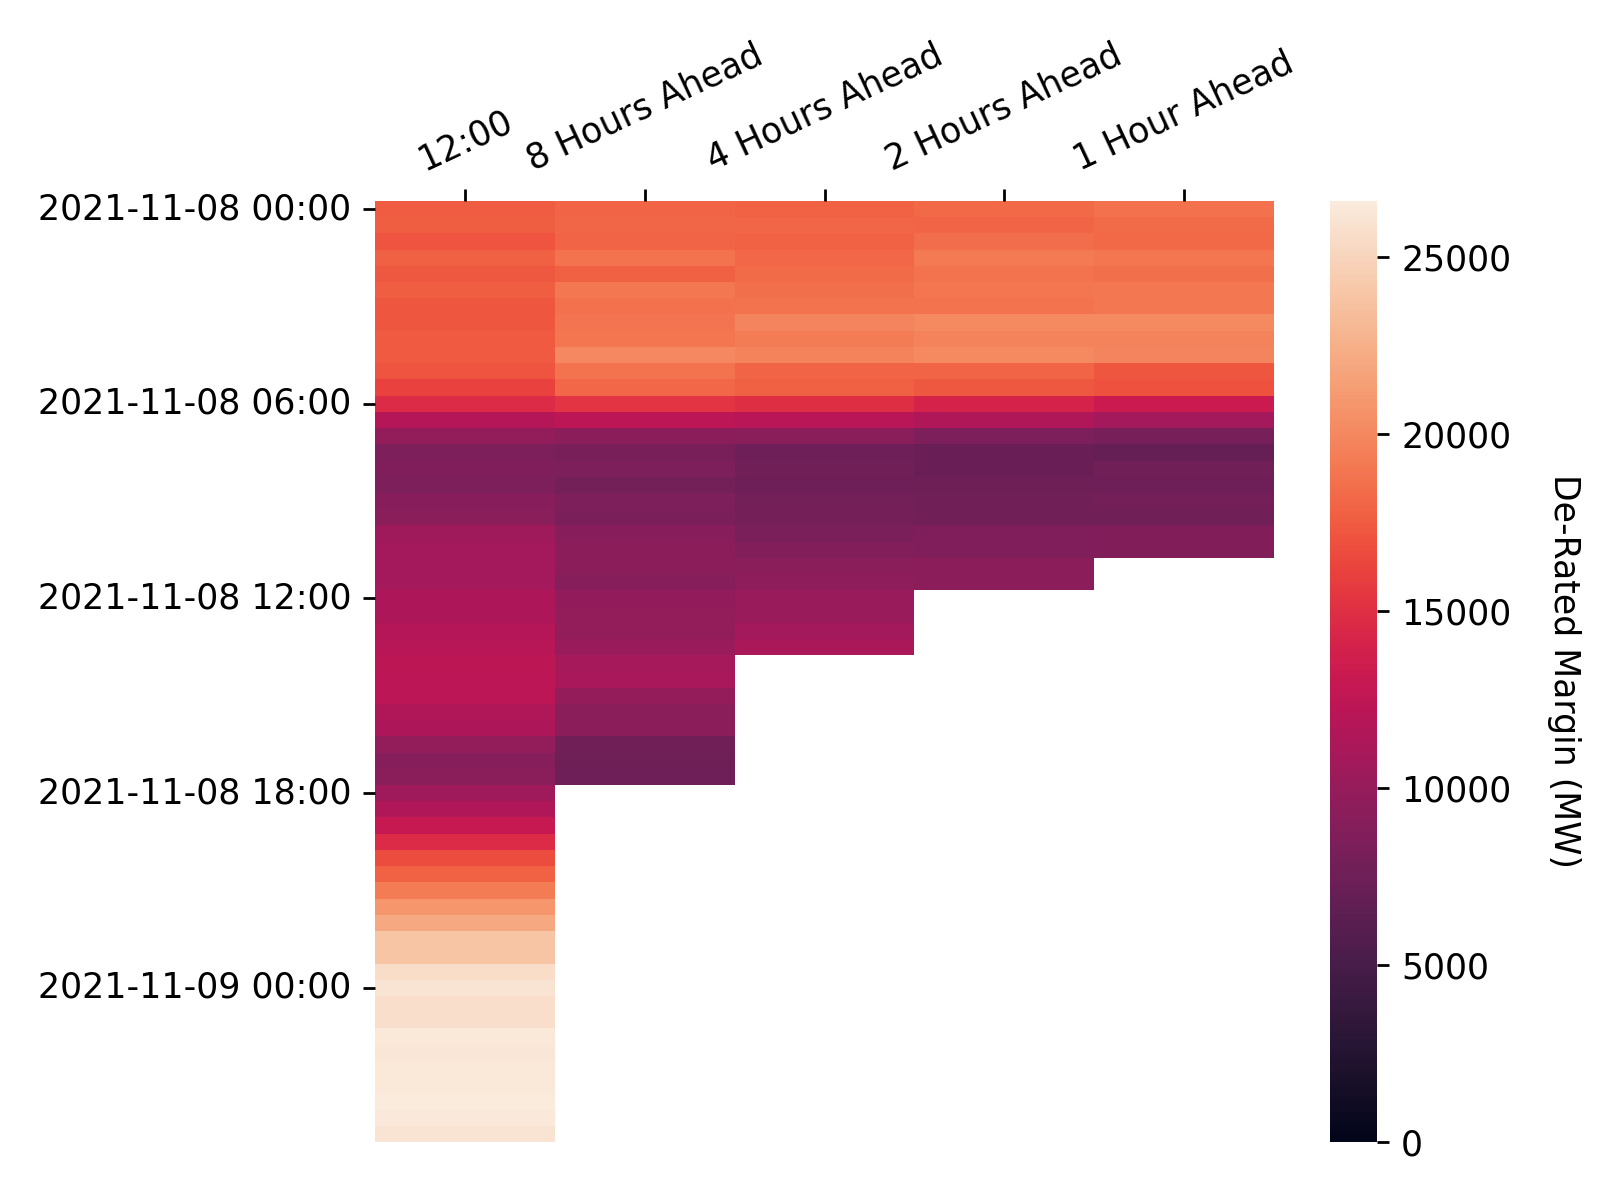 12:00
8 Hours Ahead
4 Hours Ahead
2 Hours Ahead
1 Hour Ahead
2021-11-08 00:00
2021-11-08 06:00
2021-11-08 12:00
2021-11-08 18:00
2021-11-09 00:00
25000
20000
15000
10000
5000
0
De-Rated Margin (MW)